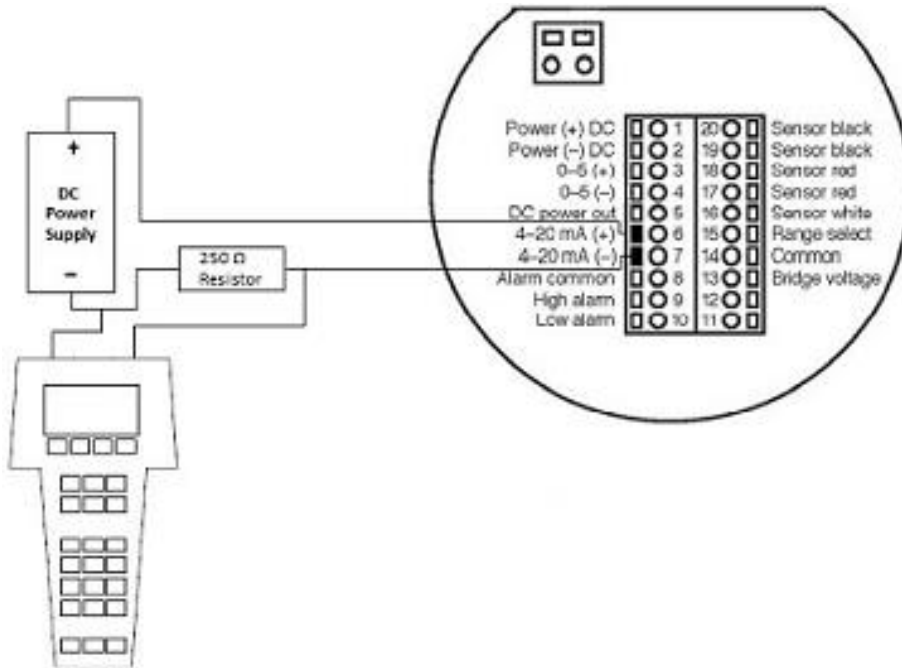 +
DC
Power
Supply
−
250 Ω
Resistor
Power (+) DC 1 20 Sensor black
Power (−) DC 2 19 Sensor black
0–5 (+) 3 18 Sensor red
0–5 (−) 4 17 Sensor red
DC power out 5 16 Sensor white
4–20 mA (+) 6 15 Range select
4–20 mA (−) 7 14 Common
Alarm common 8 13 Bridge voltage
High alarm 9 12
Low alarm 10 11